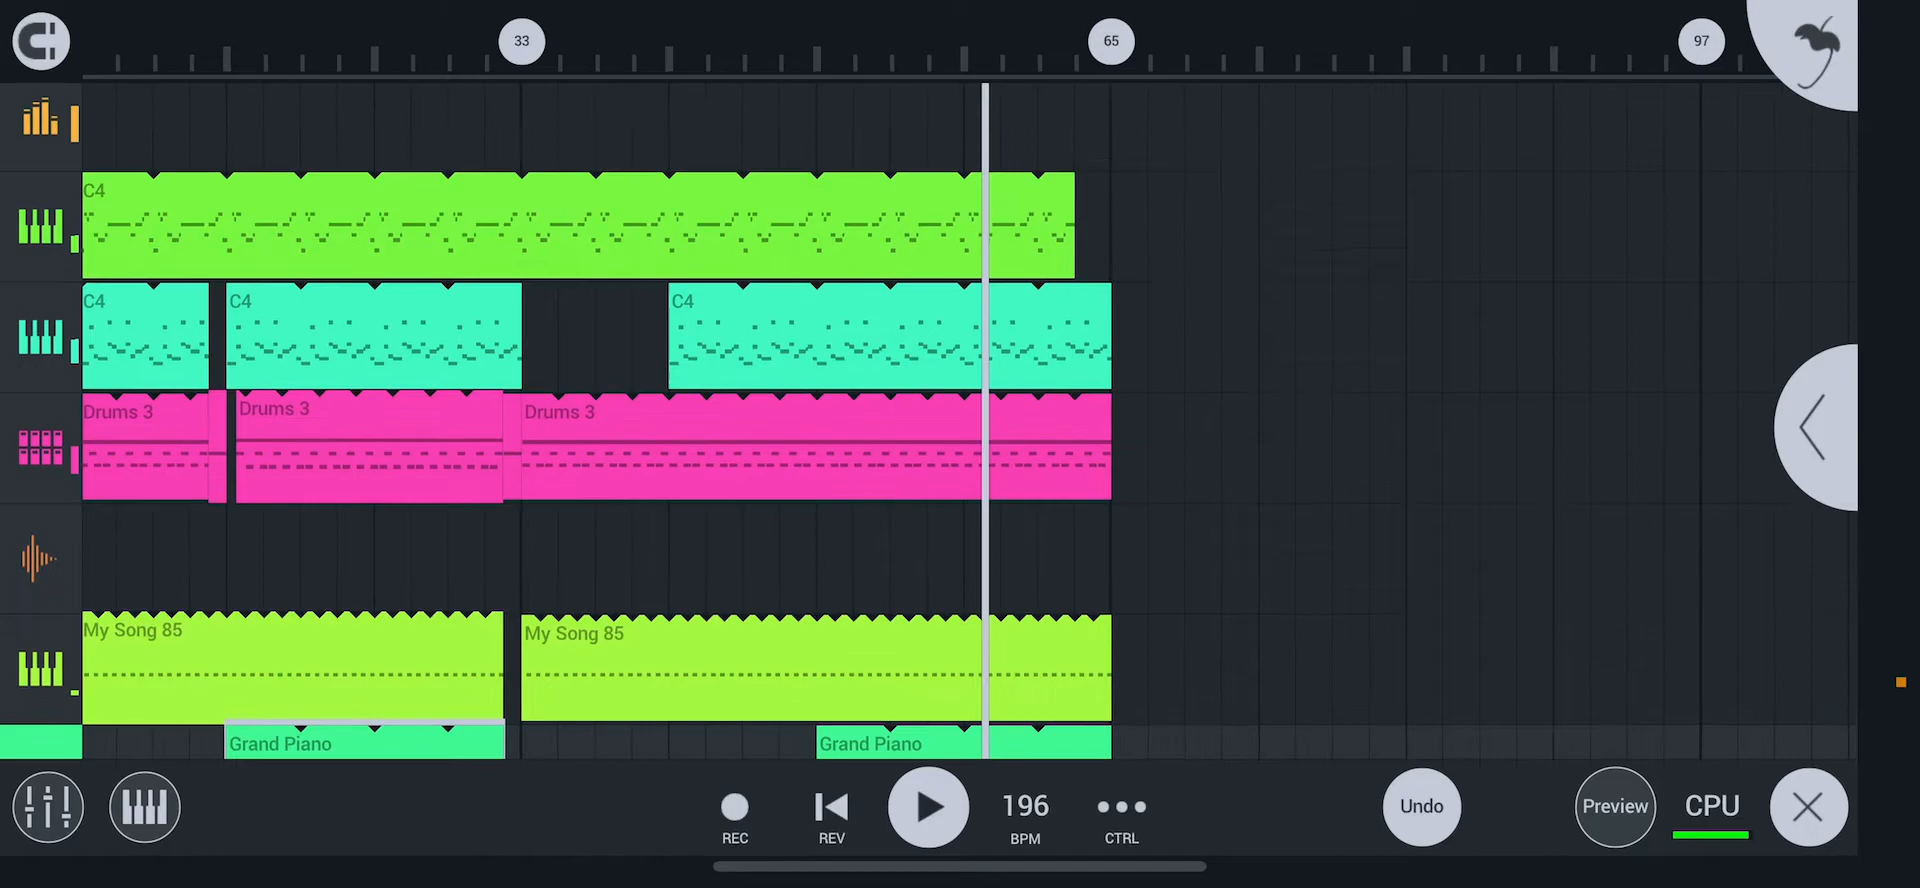 33
65
97
C4
C4
C4
C4
Drums 3
Drums 3
Drums 3
My Song 85
My Song 85
Grand Piano
Grand Piano
REC
REV
196
BPM
CTRL
Undo
Preview
CPU